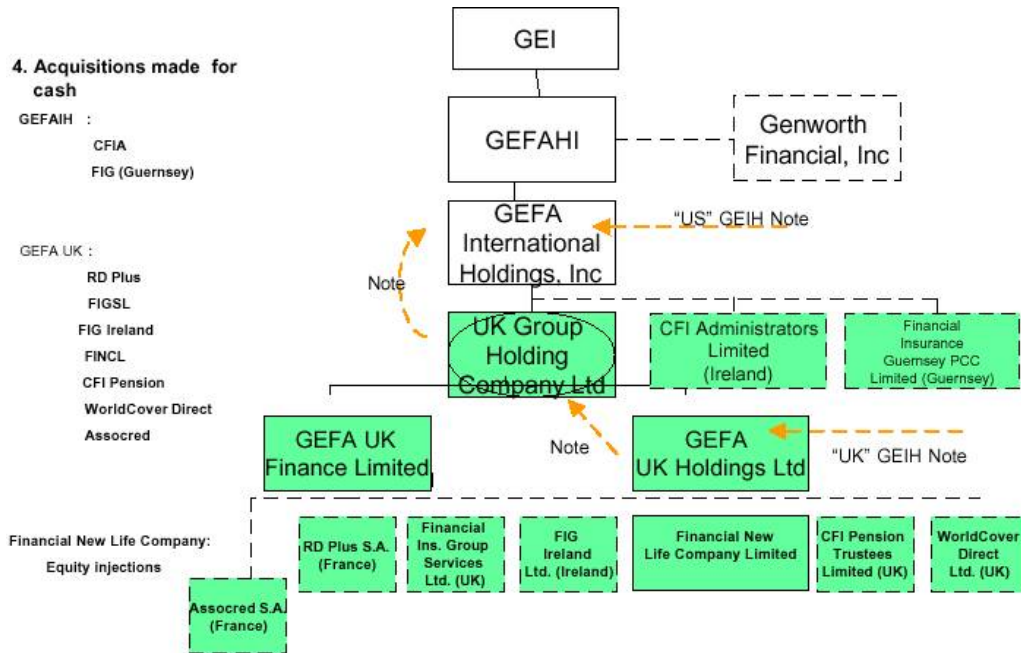 GEI
4. Acquisitions made for
cash
GEFAIH :
CFIA
FIG (Guernsey)
GEFAHI
Genworth
Financial, Inc
GEFA
International
Holdings, Inc
"US" GEIH Note
Note
GEFA UK :
RD Plus
FIGSL
FIG Ireland
FINCL
CFI Pension
WorldCover Direct
Assocred
UK Group
Holding
Company Ltd
CFI Administrators
Limited
(Ireland)
Financial
Insurance
Guernsey PCC
Limited (Guernsey)
GEFA UK
Finance Limited
Note
GEFA
UK Holdings Ltd
"UK" GEIH Note
Financial New Life Company:
Equity injections
RD Plus S.A.
(France)
Financial
Ins. Group
Services
Ltd. (UK)
FIG
Ireland
Ltd. (Ireland)
Financial New
Life Company Limited
CFI Pension
Trustees
Limited (UK)
WorldCover
Direct
Ltd. (UK)
Assocred S.A.
(France)